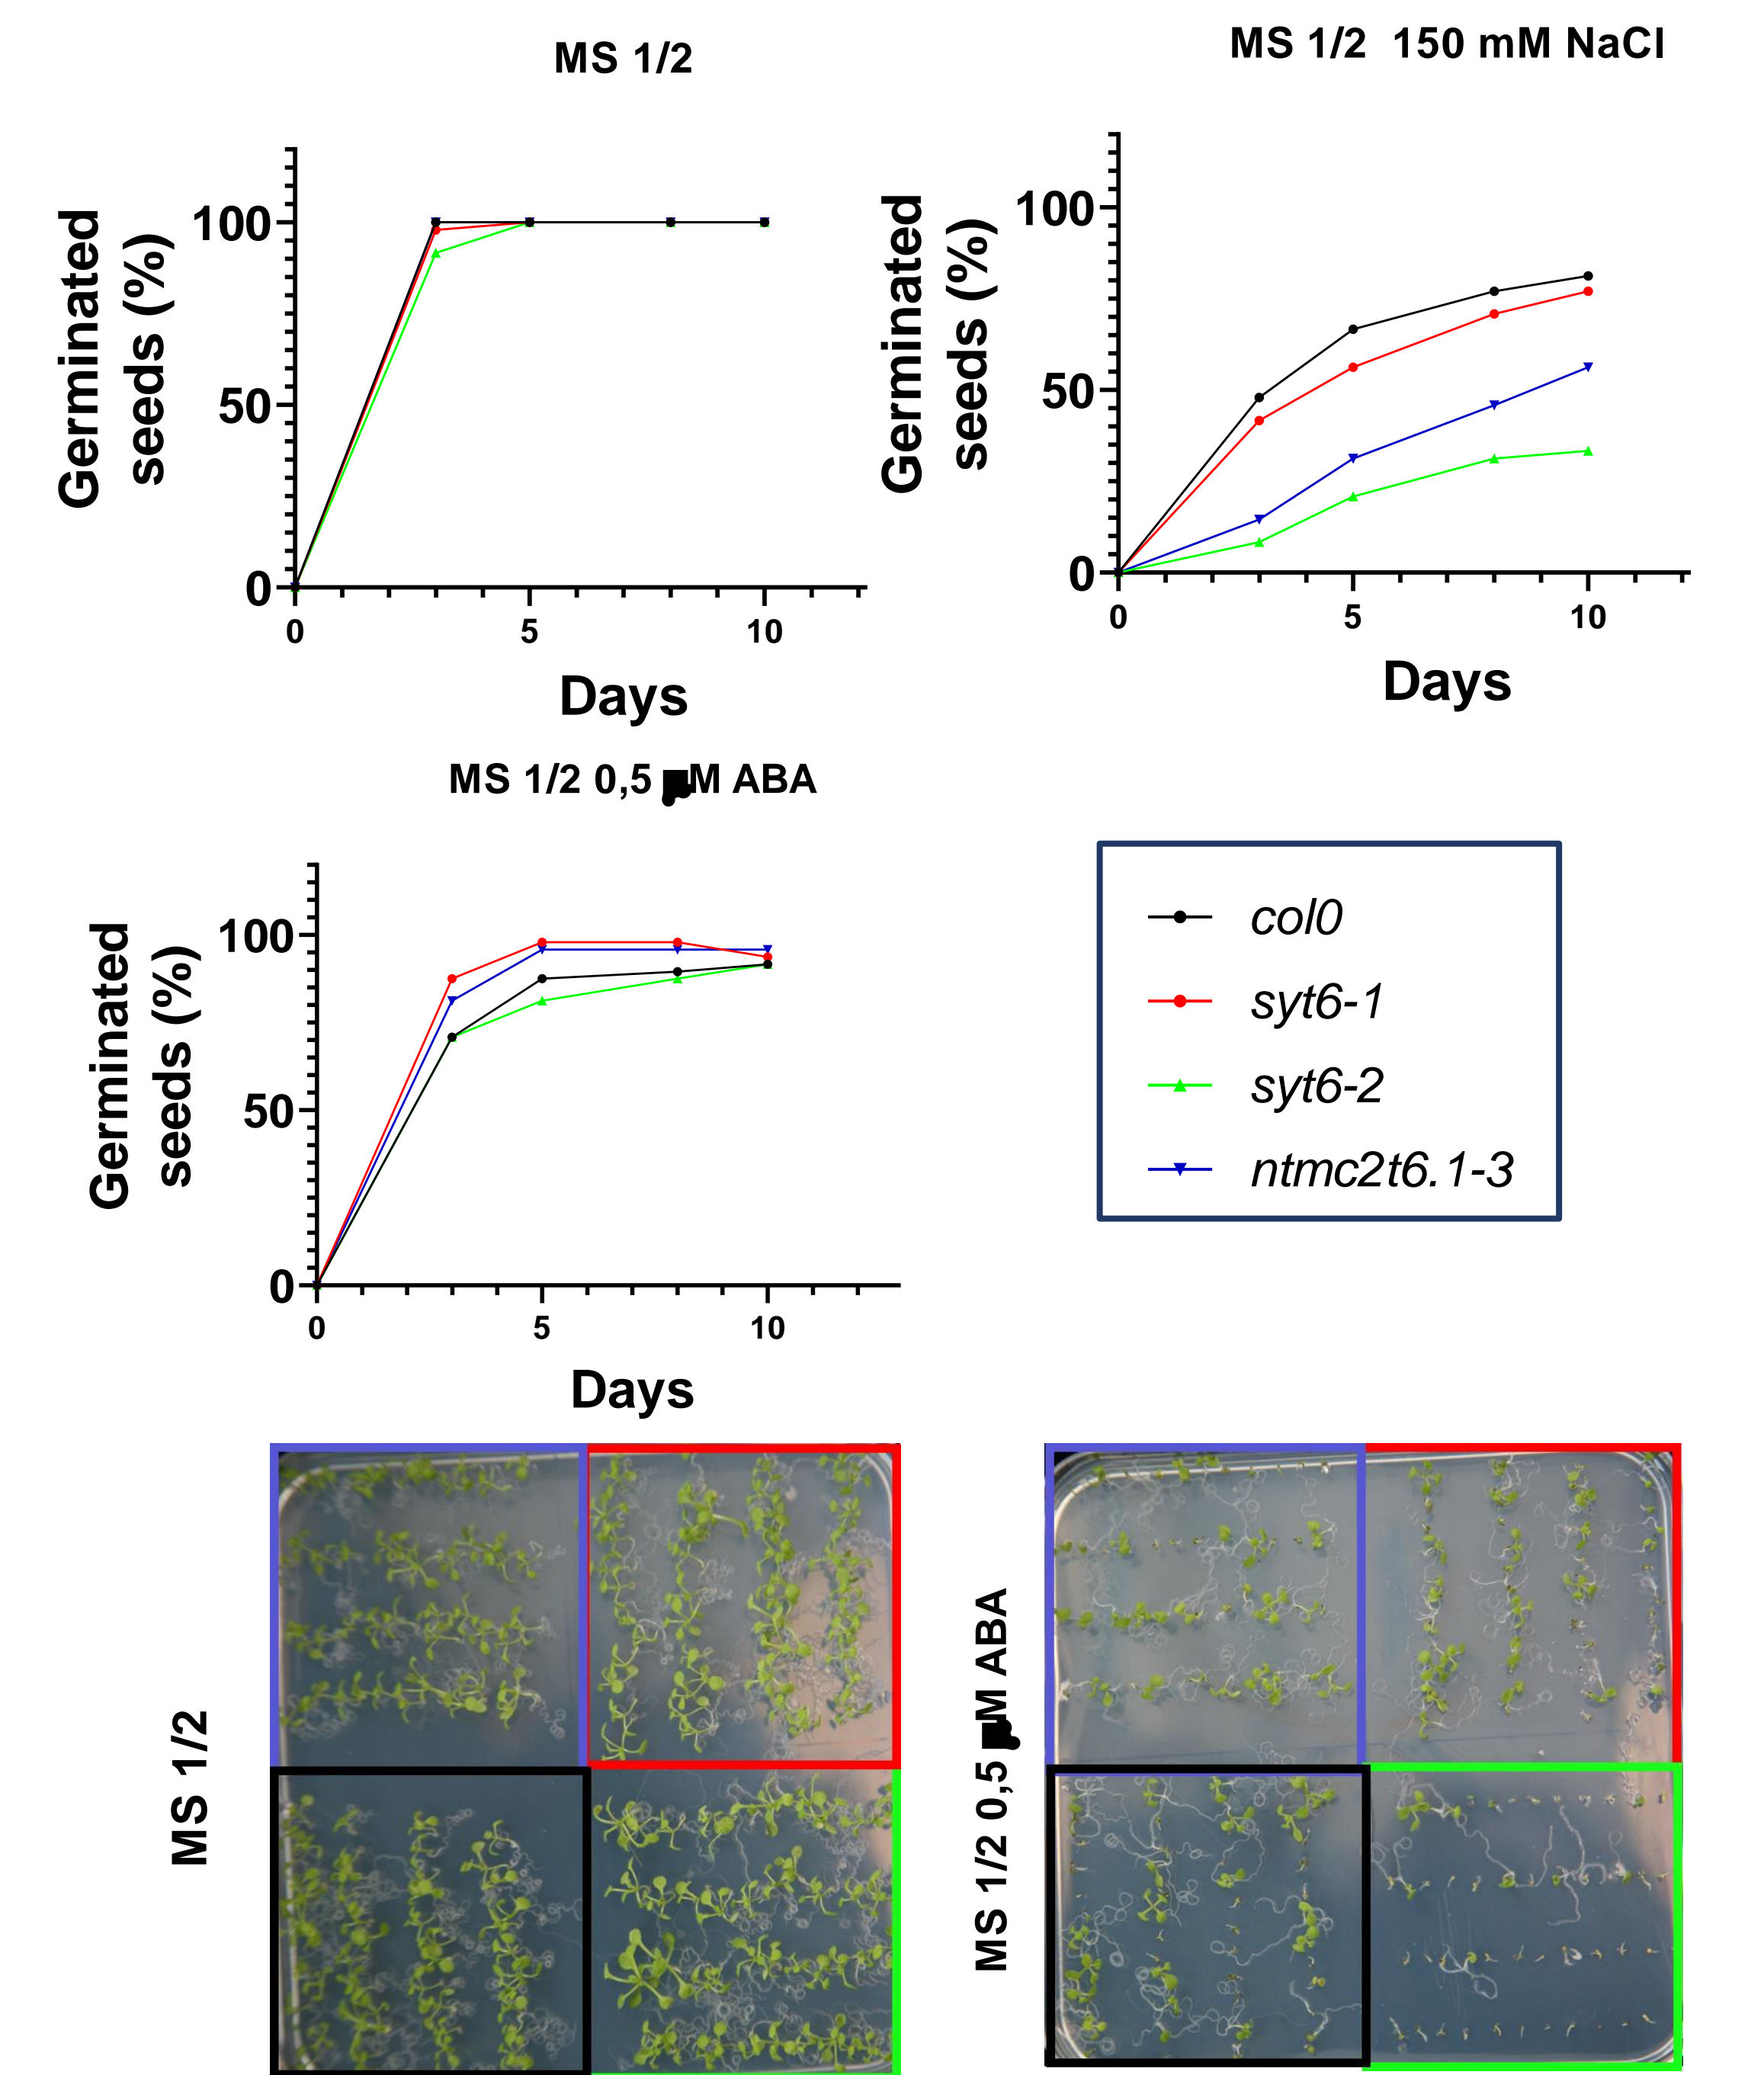 MS 1/2
MS 1/2 150 mM NaCl
Germinated
seeds (%)
100
50
0
0
5
10
Days
Germinated
seeds (%)
100
50
0
0
5
10
Days
MS 1/2 0,5 µM ABA
Germinated
seeds (%)
100
50
0
0
5
10
Days
col0
syt6-1
syt6-2
ntmc2t6.1-3
MS 1/2
MS 1/2 0,5 µM ABA